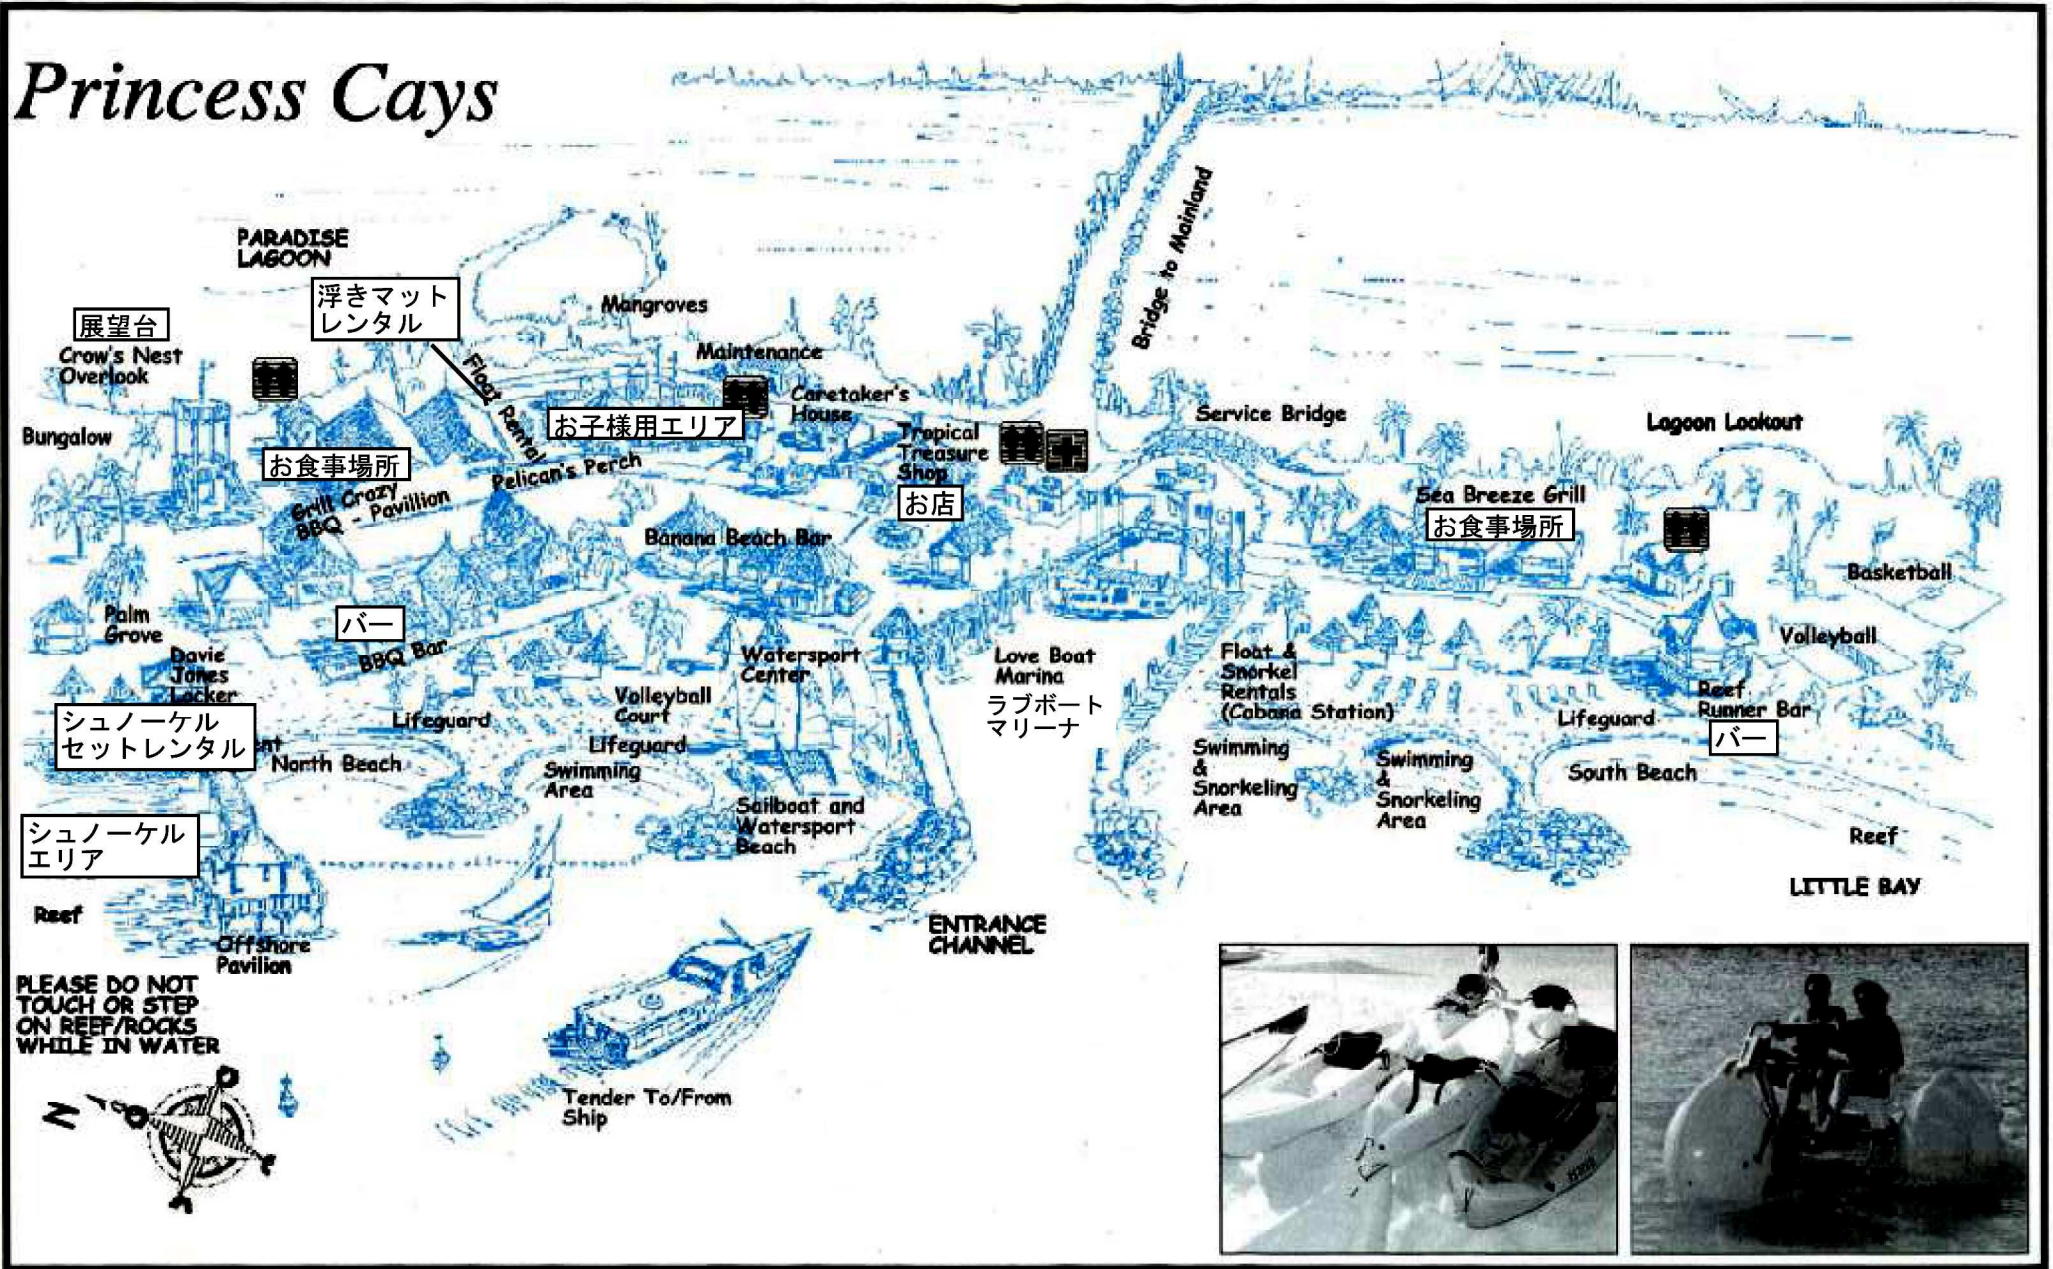 Princess Cays
PARADISE
LAGOON
浮きマット
レンタル
展望台
Crow's Nest
Overlook
Bungalow
Float Rental
Mangroves
Maintenance
Caretaker's
House
お子様用エリア
お食事場所
Grill Crazy
BBQ - Pavillion
Pelican's Perch
Tropical
Treasure
Shop
お店
Bridge to Mainland
Service Bridge
Lagoon Lookout
Sea Breeze Grill
お食事場所
Banana Beach Bar
Basketball
Palm
Grove
バー
BBQ Bar
Davie
Jones
Locker
シュノーケル
セットレンタル
North Beach
Lifeguard
Volleyball
Court
Lifeguard
Swimming
Area
Watersport
Center
Sailboat and
Watersport
Beach
Love Boat
Marina
ラブボート
マリーナ
Float &
Snorkel
Rentals
(Cabana Station)
Swimming
&
Snorkeling
Area
Swimming
&
Snorkeling
Area
Lifeguard
Volleyball
Reef
Runner Bar
バー
South Beach
Reef
LITTLE BAY
シュノーケル
エリア
Reef
Offshore
Pavilion
ENTRANCE
CHANNEL
PLEASE DO NOT
TOUCH OR STEP
ON REEF/ROCKS
WHILE IN WATER
N
Tender To/From
Ship